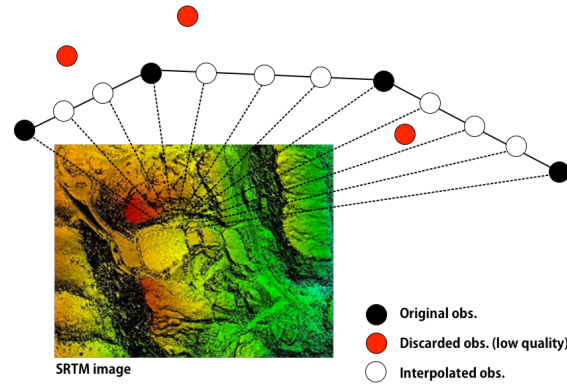 Original obs.
Discarded obs. (low quality)
Interpolated obs.
SRTM image